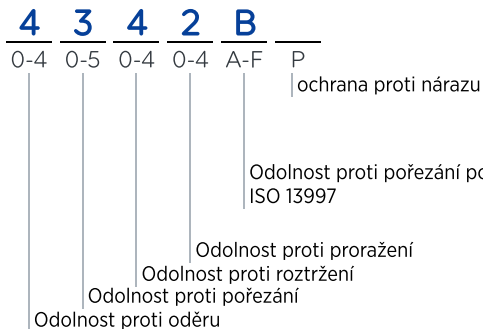 4 3 4 2 B
0-4 0-5 0-4 0-4 A-F P
ochrana proti nárazu
Odolnost proti pořezání
ISO 13997
Odolnost proti proražení
Odolnost proti roztržení
Odolnost proti pořezání
Odolnost proti oděru